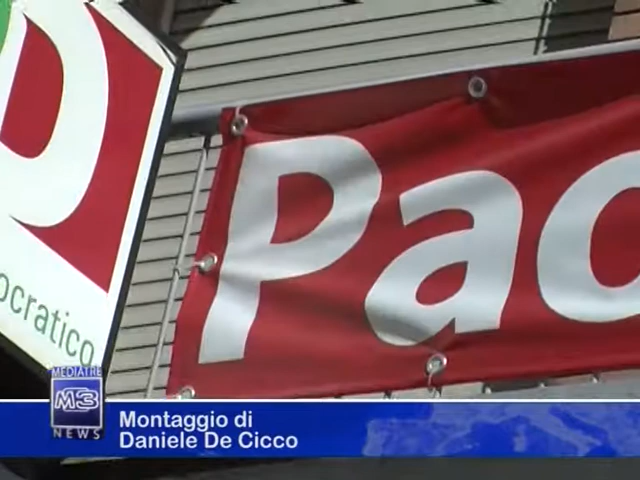 D
ocratico
Pao
MEDIATRE
M3
NEWS
Montaggio di
Daniele De Cicco